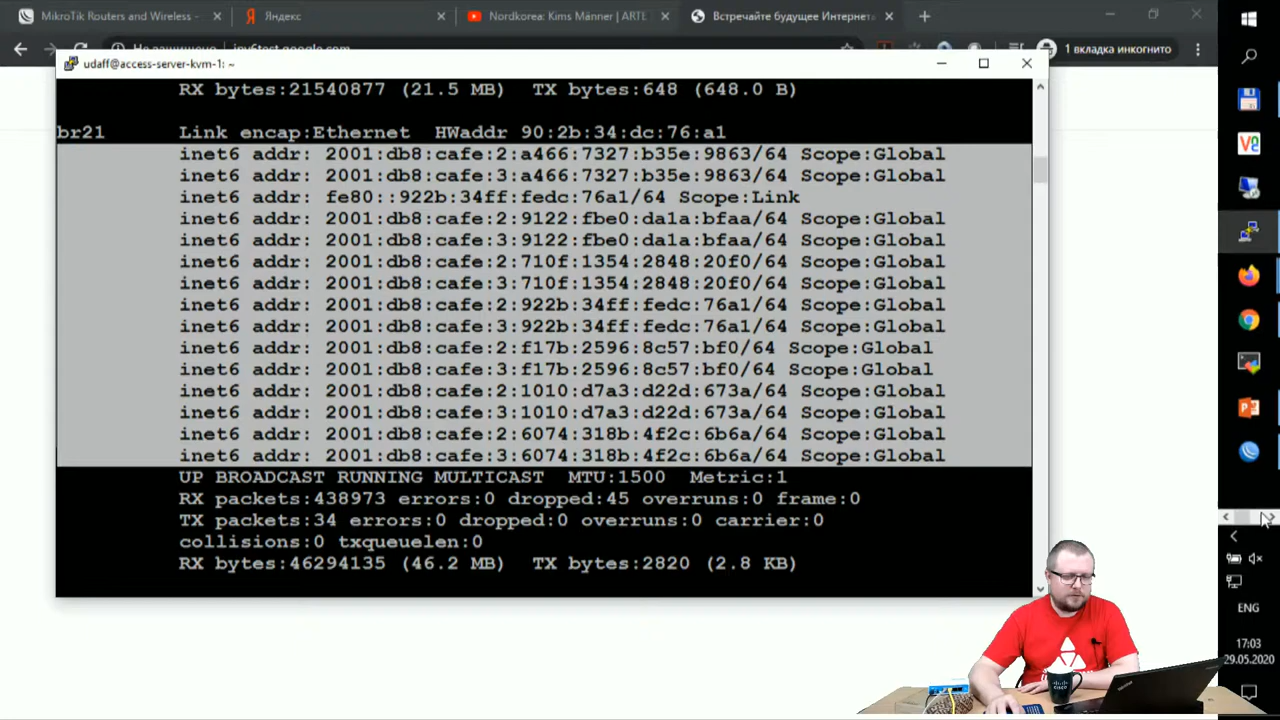 MikroTik Routers and Wireless -
Яндекс
Nordkorea: Kims Männer | ARTE
Встречайте будущее Интернет
Не защищено
ipv6test.google.com
1 вкладка инкогнито
udaff@access-server-kvm-1: ~
RX bytes:21540877 (21.5 MB) TX bytes:648 (648.0 B)
br21 Link encap:Ethernet HWaddr 90:2b:34:dc:76:a1
inet6 addr: 2001:db8:cafe:2:a466:7327:b35e:9863/64 Scope:Global
inet6 addr: 2001:db8:cafe:3:a466:7327:b35e:9863/64 Scope:Global
inet6 addr: fe80::922b:34ff:fedc:76a1/64 Scope:Link
inet6 addr: 2001:db8:cafe:2:9122:fbe0:da1a:bfaa/64 Scope:Global
inet6 addr: 2001:db8:cafe:3:9122:fbe0:da1a:bfaa/64 Scope:Global
inet6 addr: 2001:db8:cafe:2:710f:1354:2848:20f0/64 Scope:Global
inet6 addr: 2001:db8:cafe:3:710f:1354:2848:20f0/64 Scope:Global
inet6 addr: 2001:db8:cafe:2:922b:34ff:fedc:76a1/64 Scope:Global
inet6 addr: 2001:db8:cafe:3:922b:34ff:fedc:76a1/64 Scope:Global
inet6 addr: 2001:db8:cafe:2:f17b:2596:8c57:bf0/64 Scope:Global
inet6 addr: 2001:db8:cafe:3:f17b:2596:8c57:bf0/64 Scope:Global
inet6 addr: 2001:db8:cafe:2:1010:d7a3:d22d:673a/64 Scope:Global
inet6 addr: 2001:db8:cafe:3:1010:d7a3:d22d:673a/64 Scope:Global
inet6 addr: 2001:db8:cafe:2:6074:318b:4f2c:6b6a/64 Scope:Global
inet6 addr: 2001:db8:cafe:3:6074:318b:4f2c:6b6a/64 Scope:Global
UP BROADCAST RUNNING MULTICAST MTU:1500 Metric:1
RX packets:438973 errors:0 dropped:45 overruns:0 frame:0
TX packets:34 errors:0 dropped:0 overruns:0 carrier:0
collisions:0 txqueuelen:0
RX bytes:46294135 (46.2 MB) TX bytes:2820 (2.8 KB)
ENG
17:03
29.05.2020